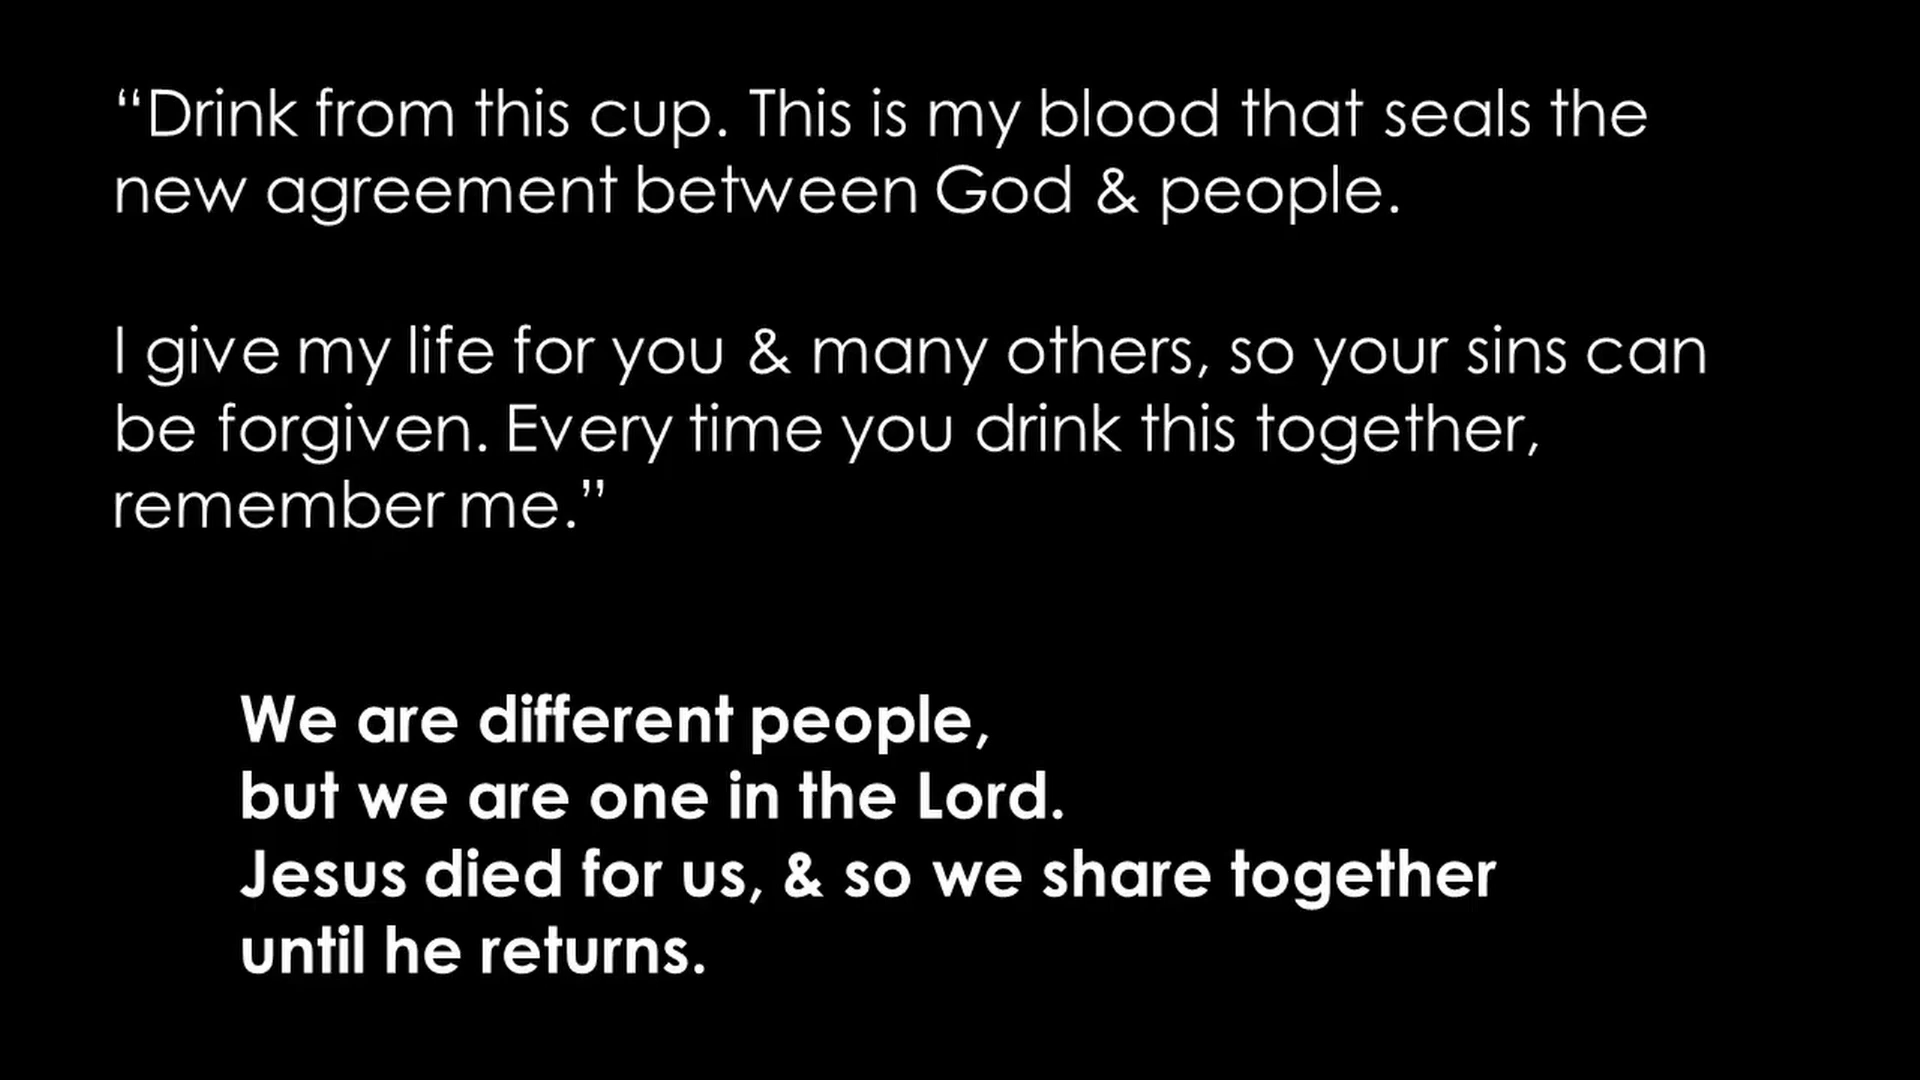 “Drink from this cup. This is my blood that seals the
new agreement between God & people.
I give my life for you & many others, so your sins can
be forgiven. Every time you drink this together,
remember me.”
We are different people,
but we are one in the Lord.
Jesus died for us, & so we share together
until he returns.